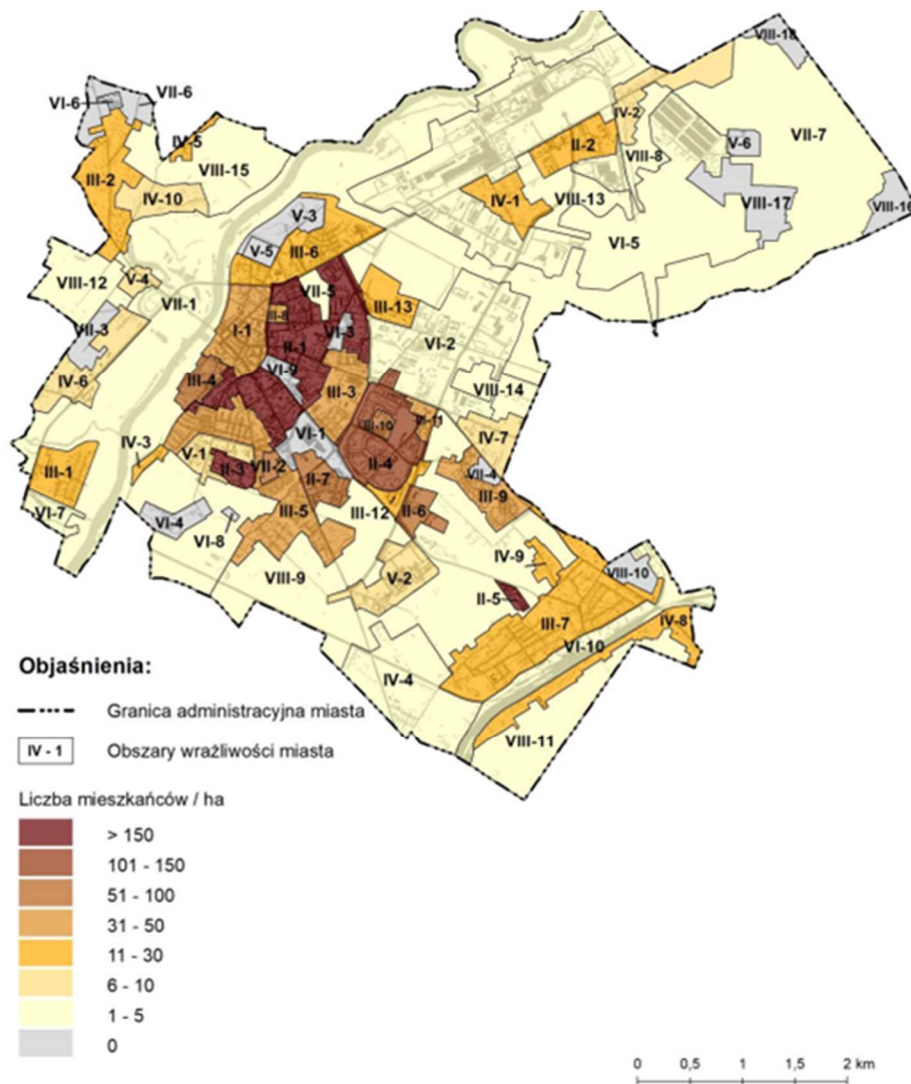 VIII-18
VI-6
VII-6
IV-2
IV-5
II-2
V-6
VII-7
VIII-15
VIII-8
III-2
IV-10
IV-1
VIII-13
VIII-17
VIII-16
V-3
VI-5
V-5
III-6
VIII-12
V-4
VII-5
VII-1
III-13
III-8
VII-3
I-1
VI-3
II-1
VI-2
VI-9
IV-6
III-4
III-3
VIII-14
III-10
III-11
VI-1
IV-7
IV-3
V-1
II-3
VII-2
II-4
III-1
II-7
VII-4
III-9
VI-7
VI-4
III-5
III-12
II-6
VI-8
IV-9
VIII-9
V-2
VIII-10
II-5
III-7
VI-10
IV-8
IV-4
VIII-11
Objaśnienia:
Granica administracyjna miasta
IV - 1 Obszary wrażliwości miasta
Liczba mieszkańców / ha
> 150
101 - 150
51 - 100
31 - 50
11 - 30
6 - 10
1 - 5
0
0 0,5 1 1,5 2 km